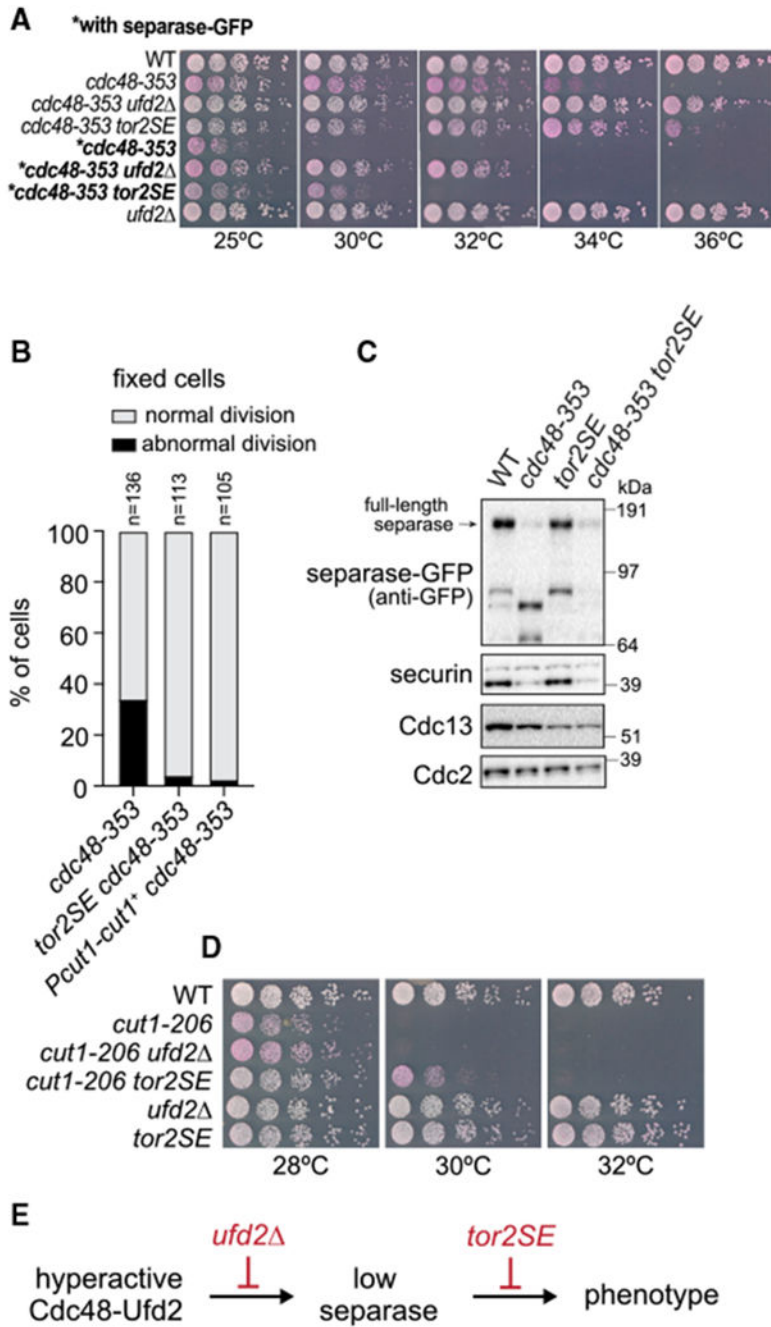 A
*with separase-GFP
WT
cdc48-353
cdc48-353 ufd2Δ
cdc48-353 tor2SE
*cdc48-353
*cdc48-353 ufd2Δ
*cdc48-353 tor2SE
ufd2Δ
25ºC 30ºC 32ºC 34ºC 36ºC
B
fixed cells
normal division
abnormal division
n=136 n=113 n=105
100
80
60
40
20
0
% of cells
cdc48-353
tor2SE cdc48-353
Pcut1-cut1⁺ cdc48-353
C
WT cdc48-353 tor2SE cdc48-353 tor2SE
kDa
full-length
separase
191
separase-GFP
(anti-GFP)
97
64
securin
39
Cdc13
51
39
Cdc2
D
WT
cut1-206
cut1-206 ufd2Δ
cut1-206 tor2SE
ufd2Δ
tor2SE
28ºC 30ºC 32ºC
E
ufd2Δ tor2SE
hyperactive
Cdc48-Ufd2
low
separase
phenotype